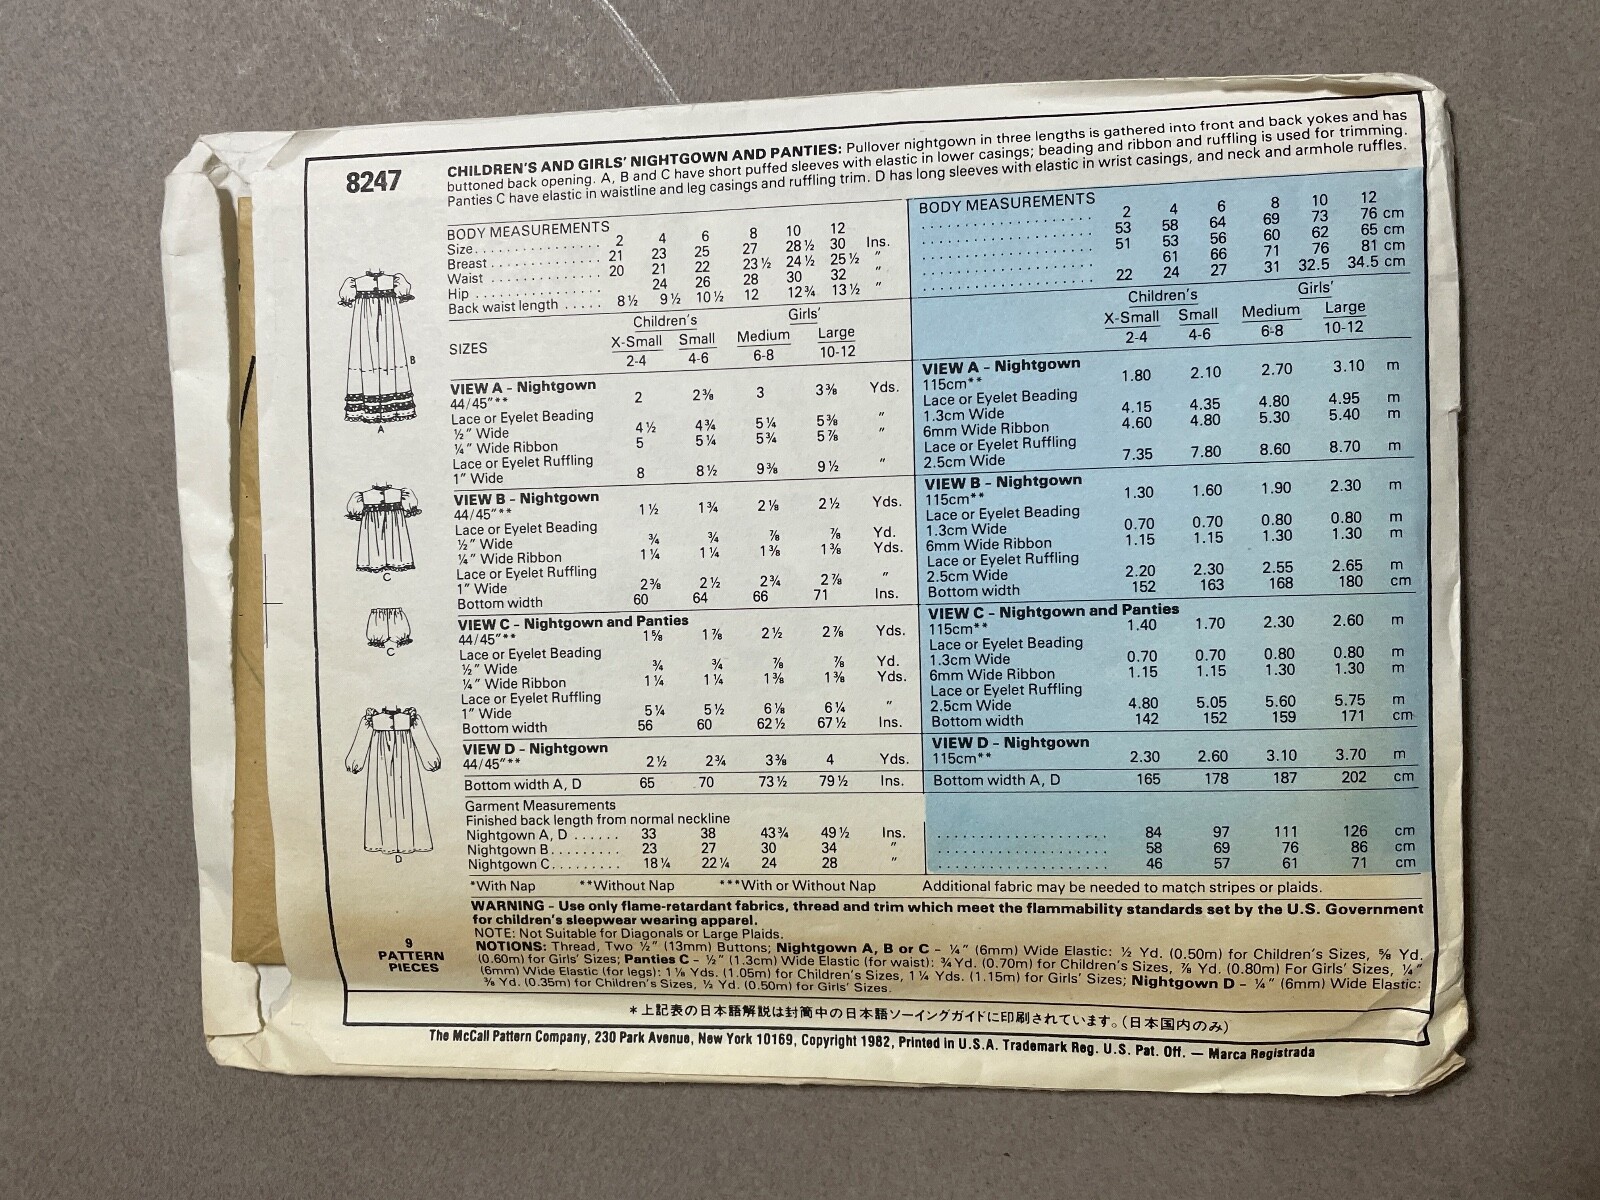 8247
CHILDREN'S AND GIRLS' NIGHTGOWN AND PANTIES: Pullover nightgown in three lengths is gathered into front and back yokes and has
buttoned back opening. A, B and C have short puffed sleeves with elastic in lower casings; beading and ribbon and ruffling is used for trimming.
Panties C have elastic in waistline and leg casings and ruffling trim. D has long sleeves with elastic in wrist casings, and neck and armhole ruffles.
BODY MEASUREMENTS
Size. . . . . . . . . . . . . . . . 2 4 6 8 10 12
Breast . . . . . . . . . . . . . . 21 23 25 27 28½ 30 Ins.
Waist . . . . . . . . . . . . . . 20 21 22 23½ 24½ 25½ "
Hip . . . . . . . . . . . . . . . . 24 26 28 30 32 "
Back waist length . . . . . 8½ 9½ 10½ 12 12¾ 13½ "
Children's Girls'
SIZES X-Small Small Medium Large
2-4 4-6 6-8 10-12
VIEW A - Nightgown
44/45"** 2 2⅜ 3 3⅜ Yds.
Lace or Eyelet Beading
½" Wide 4½ 4¾ 5¼ 5⅜ "
¼" Wide Ribbon 5 5¼ 5¾ 5⅞ "
Lace or Eyelet Ruffling
1" Wide 8 8½ 9⅜ 9½ "
VIEW B - Nightgown
44/45"** 1½ 1¾ 2⅛ 2½ Yds.
Lace or Eyelet Beading
½" Wide ¾ ¾ ⅞ ⅞ Yd.
¼" Wide Ribbon 1¼ 1¼ 1⅜ 1⅜ Yds.
Lace or Eyelet Ruffling
1" Wide 2⅜ 2½ 2¾ 2⅞ "
Bottom width 60 64 66 71 Ins.
VIEW C - Nightgown and Panties
44/45"** 1⅝ 1⅞ 2½ 2⅞ Yds.
Lace or Eyelet Beading
½" Wide ¾ ¾ ⅞ ⅞ Yd.
¼" Wide Ribbon 1¼ 1¼ 1⅜ 1⅜ Yds.
Lace or Eyelet Ruffling
1" Wide 5¼ 5½ 6⅛ 6¼ "
Bottom width 56 60 62½ 67½ Ins.
VIEW D - Nightgown
44/45"** 2½ 2¾ 3⅜ 4 Yds.
Bottom width A, D 65 70 73½ 79½ Ins.
Garment Measurements
Finished back length from normal neckline
Nightgown A, D . . . . . . 33 38 43¾ 49½ Ins.
Nightgown B. . . . . . . . . 23 27 30 34 "
Nightgown C. . . . . . . . . 18¼ 22¼ 24 28 "
BODY MEASUREMENTS
2 4 6 8 10 12
53 58 64 69 73 76 cm
51 53 56 60 62 65 cm
61 66 71 76 81 cm
22 24 27 31 32.5 34.5 cm
Children's Girls'
X-Small Small Medium Large
2-4 4-6 6-8 10-12
VIEW A - Nightgown
115cm** 1.80 2.10 2.70 3.10 m
Lace or Eyelet Beading
1.3cm Wide 4.15 4.35 4.80 4.95 m
6mm Wide Ribbon 4.60 4.80 5.30 5.40 m
Lace or Eyelet Ruffling
2.5cm Wide 7.35 7.80 8.60 8.70 m
VIEW B - Nightgown
115cm** 1.30 1.60 1.90 2.30 m
Lace or Eyelet Beading
1.3cm Wide 0.70 0.70 0.80 0.80 m
6mm Wide Ribbon 1.15 1.15 1.30 1.30 m
Lace or Eyelet Ruffling
2.5cm Wide 2.20 2.30 2.55 2.65 m
Bottom width 152 163 168 180 cm
VIEW C - Nightgown and Panties
115cm** 1.40 1.70 2.30 2.60 m
Lace or Eyelet Beading
1.3cm Wide 0.70 0.70 0.80 0.80 m
6mm Wide Ribbon 1.15 1.15 1.30 1.30 m
Lace or Eyelet Ruffling
2.5cm Wide 4.80 5.05 5.60 5.75 m
Bottom width 142 152 159 171 cm
VIEW D - Nightgown
115cm** 2.30 2.60 3.10 3.70 m
Bottom width A, D 165 178 187 202 cm
84 97 111 126 cm
58 69 76 86 cm
46 57 61 71 cm
B
A
C
C
D
*With Nap **Without Nap ***With or Without Nap Additional fabric may be needed to match stripes or plaids.
WARNING - Use only flame-retardant fabrics, thread and trim which meet the flammability standards set by the U.S. Government
for children's sleepwear wearing apparel.
NOTE: Not Suitable for Diagonals or Large Plaids.
9
PATTERN
PIECES
NOTIONS: Thread, Two ½" (13mm) Buttons; Nightgown A, B or C - ¼" (6mm) Wide Elastic: ½ Yd. (0.50m) for Children's Sizes, ⅝ Yd.
(0.60m) for Girls' Sizes; Panties C - ½" (1.3cm) Wide Elastic (for waist): ¾ Yd. (0.70m) for Children's Sizes, ⅞ Yd. (0.80m) For Girls' Sizes, ¼"
(6mm) Wide Elastic (for legs): 1⅛ Yds. (1.05m) for Children's Sizes, 1¼ Yds. (1.15m) for Girls' Sizes; Nightgown D - ¼" (6mm) Wide Elastic:
⅜ Yd. (0.35m) for Children's Sizes, ½ Yd. (0.50m) for Girls' Sizes.
*上記表の日本語解説は封筒中の日本語ソーイングガイドに印刷されています。(日本国内のみ)
The McCall Pattern Company, 230 Park Avenue, New York 10169, Copyright 1982, Printed in U.S.A. Trademark Reg. U.S. Pat. Off. — Marca Registrada